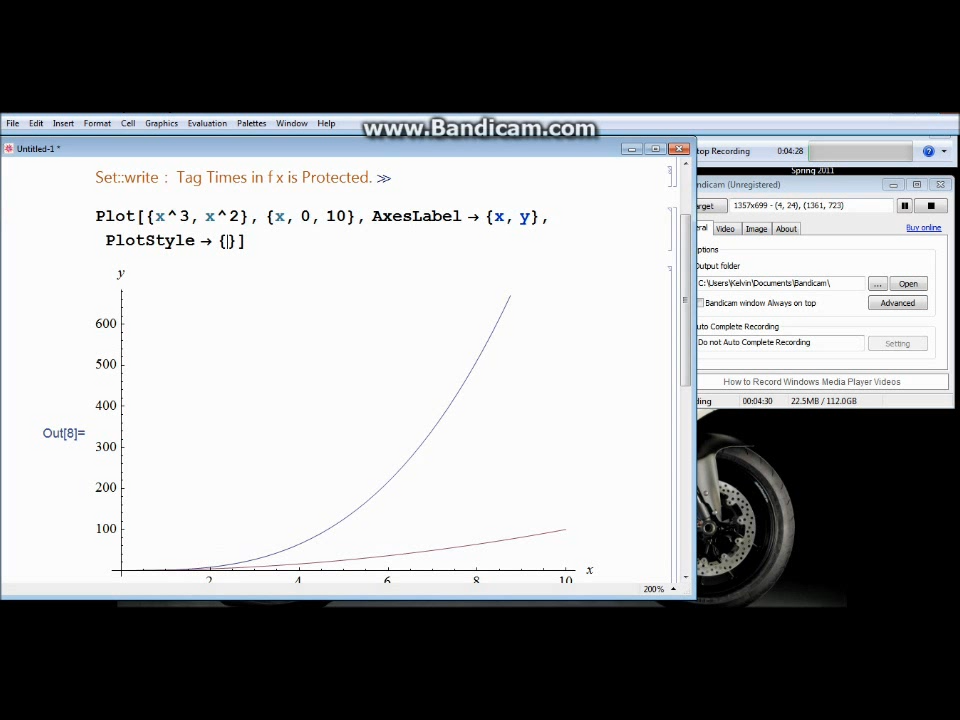 www.Bandicam.com
File Edit Insert Format Cell Graphics Evaluation Palettes Window Help
Untitled-1 *
Set::write : Tag Times in f x is Protected. >>
Plot[{x^3, x^2}, {x, 0, 10}, AxesLabel → {x, y},
PlotStyle → {}]
y
600
500
400
300
200
100
Out[8]=
2 4 6 8 10 x
200%
top Recording 0:04:28
Spring 2011
ndicam (Unregistered)
rget 1357x699 - (4, 24), (1361, 723)
ral Video Image About Buy online
ptions
Output folder
C:\Users\Kelvin\Documents\Bandicam\ ... Open
Bandicam window Always on top Advanced
uto Complete Recording
Do not Auto Complete Recording Setting
How to Record Windows Media Player Videos
ding 00:04:30 22.5MB / 112.0GB